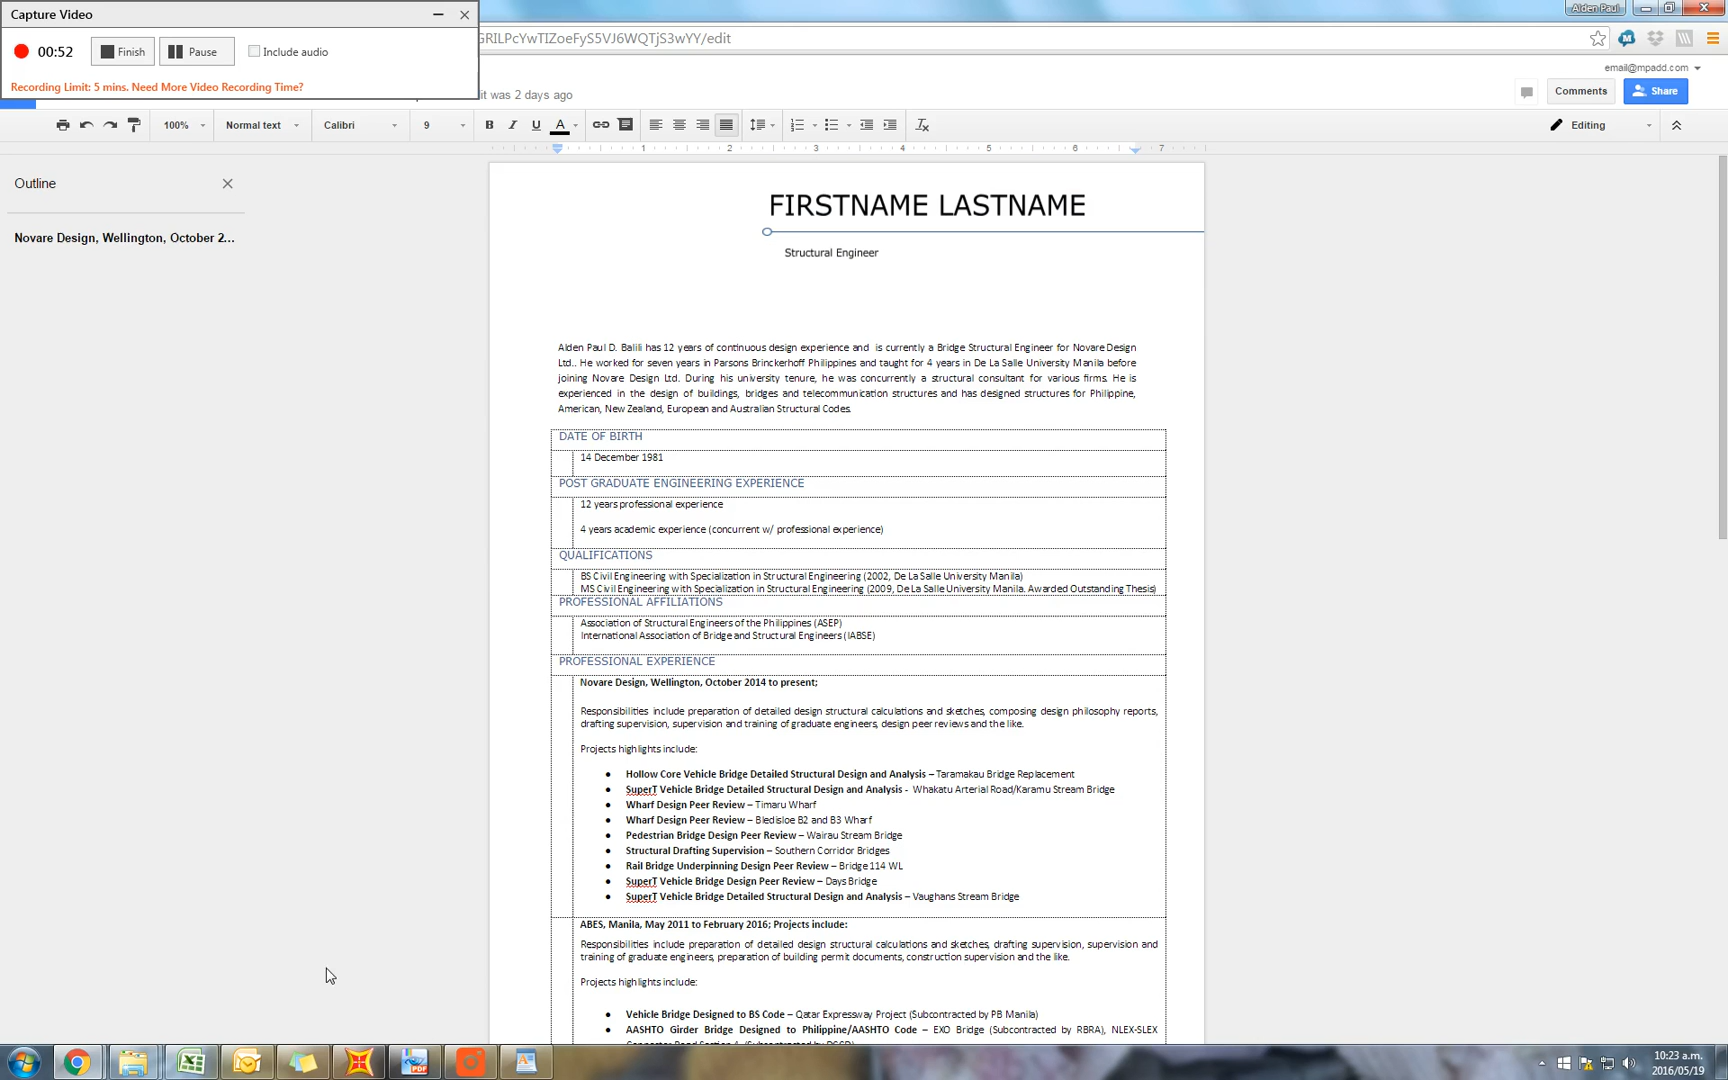 Capture Video
00:52 Finish Pause Include audio
Recording Limit: 5 mins. Need More Video Recording Time?
Alden Paul
GRILPcYwTIZoeFyS5VJ6WQTjS3wYY/edit
email@mpadd.com
it was 2 days ago
Comments Share
100% Normal text Calibri 9 B I U A Editing
1 2 3 4 5 6 7
Outline
Novare Design, Wellington, October 2...
FIRSTNAME LASTNAME
Structural Engineer
Alden Paul D. Balili has 12 years of continuous design experience and is currently a Bridge Structural Engineer for Novare Design
Ltd.. He worked for seven years in Parsons Brinckerhoff Philippines and taught for 4 years in De La Salle University Manila before
joining Novare Design Ltd. During his university tenure, he was concurrently a structural consultant for various firms. He is
experienced in the design of buildings, bridges and telecommunication structures and has designed structures for Philippine,
American, New Zealand, European and Australian Structural Codes.
DATE OF BIRTH
14 December 1981
POST GRADUATE ENGINEERING EXPERIENCE
12 years professional experience
4 years academic experience (concurrent w/ professional experience)
QUALIFICATIONS
BS Civil Engineering with Specialization in Structural Engineering (2002, De La Salle University Manila)
MS Civil Engineering with Specialization in Structural Engineering (2009, De La Salle University Manila. Awarded Outstanding Thesis)
PROFESSIONAL AFFILIATIONS
Association of Structural Engineers of the Philippines (ASEP)
International Association of Bridge and Structural Engineers (IABSE)
PROFESSIONAL EXPERIENCE
Novare Design, Wellington, October 2014 to present;
Responsibilities include preparation of detailed design structural calculations and sketches, composing design philosophy reports,
drafting supervision, supervision and training of graduate engineers, design peer reviews and the like.
Projects highlights include:
● Hollow Core Vehicle Bridge Detailed Structural Design and Analysis – Taramakau Bridge Replacement
● SuperT Vehicle Bridge Detailed Structural Design and Analysis - Whakatu Arterial Road/Karamu Stream Bridge
● Wharf Design Peer Review – Timaru Wharf
● Wharf Design Peer Review – Bledisloe B2 and B3 Wharf
● Pedestrian Bridge Design Peer Review – Wairau Stream Bridge
● Structural Drafting Supervision – Southern Corridor Bridges
● Rail Bridge Underpinning Design Peer Review – Bridge 114 WL
● SuperT Vehicle Bridge Design Peer Review – Days Bridge
● SuperT Vehicle Bridge Detailed Structural Design and Analysis – Vaughans Stream Bridge
ABES, Manila, May 2011 to February 2016; Projects include:
Responsibilities include preparation of detailed design structural calculations and sketches, drafting supervision, supervision and
training of graduate engineers, preparation of building permit documents, construction supervision and the like.
Projects highlights include:
● Vehicle Bridge Designed to BS Code – Qatar Expressway Project (Subcontracted by PB Manila)
● AASHTO Girder Bridge Designed to Philippine/AASHTO Code – EXO Bridge (Subcontracted by RBRA), NLEX-SLEX
PDF
10:23 a.m.
2016/05/19